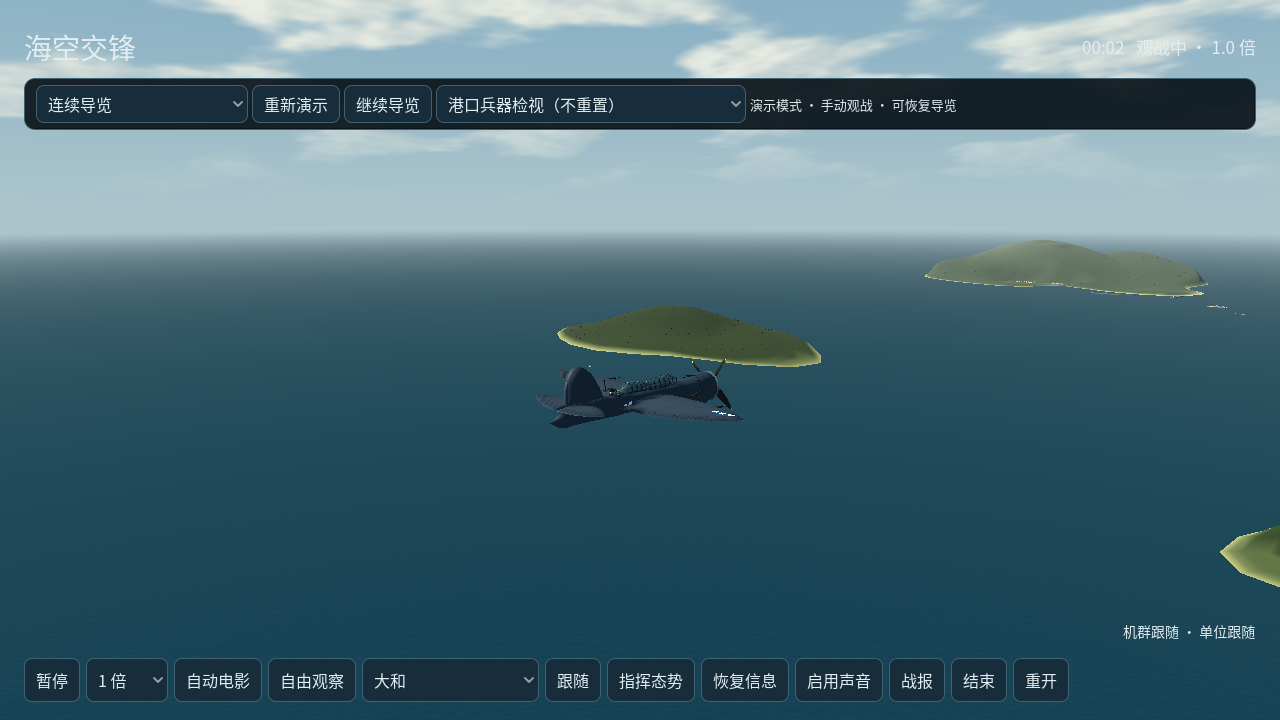 海空交锋
00:02 观战中 · 1.0 倍
连续导览 重新演示 继续导览 港口兵器检视（不重置） 演示模式 · 手动观战 · 可恢复导览
机群跟随 · 单位跟随
暂停 1 倍 自动电影 自由观察 大和 跟随 指挥态势 恢复信息 启用声音 战报 结束 重开